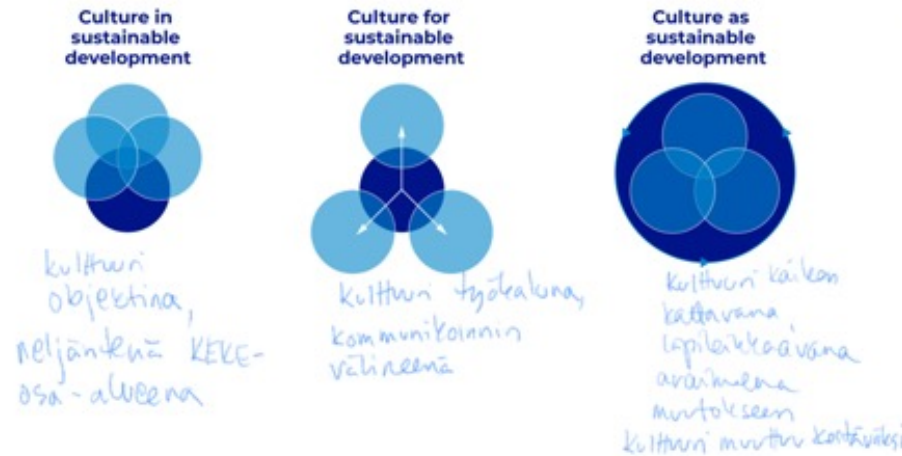 Culture in
sustainable
development
Culture for
sustainable
development
Culture as
sustainable
development
kulttuuri
objektina,
neljäntenä KEKE-
osa-alueena
kulttuuri työkaluna,
kommunikoinnin
välineenä
kulttuuri kaiken
kattavana
läpileikkaavana
avaimena
muutokseen
kulttuuri muuttuu kestäväksi